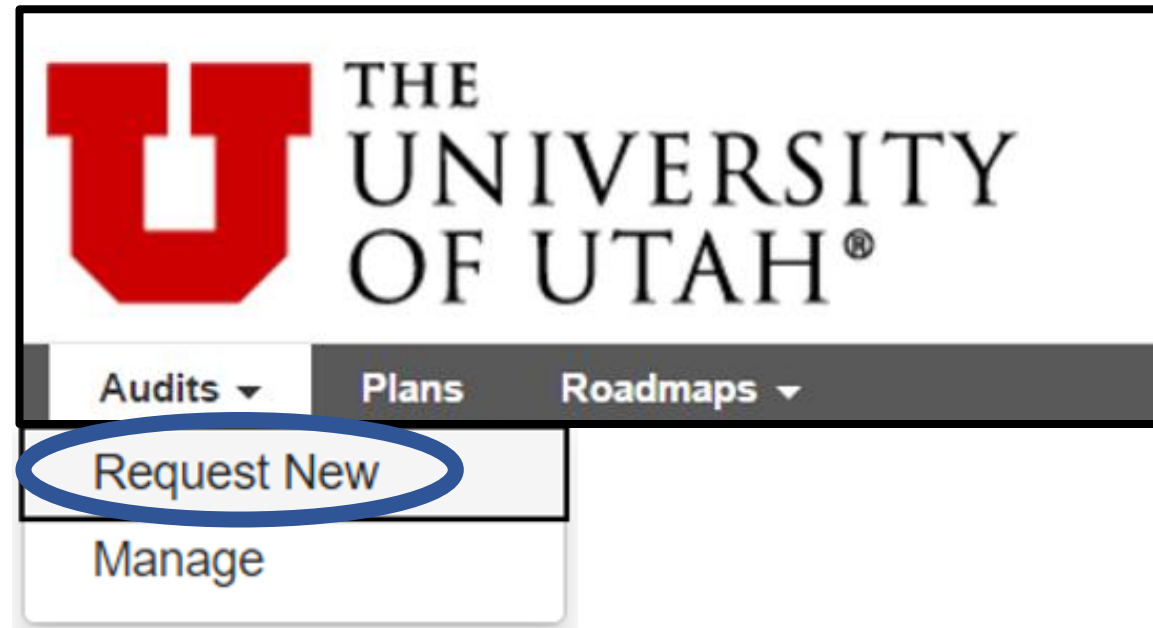 THE
UNIVERSITY
OF UTAH®
Audits Plans Roadmaps
Request New
Manage